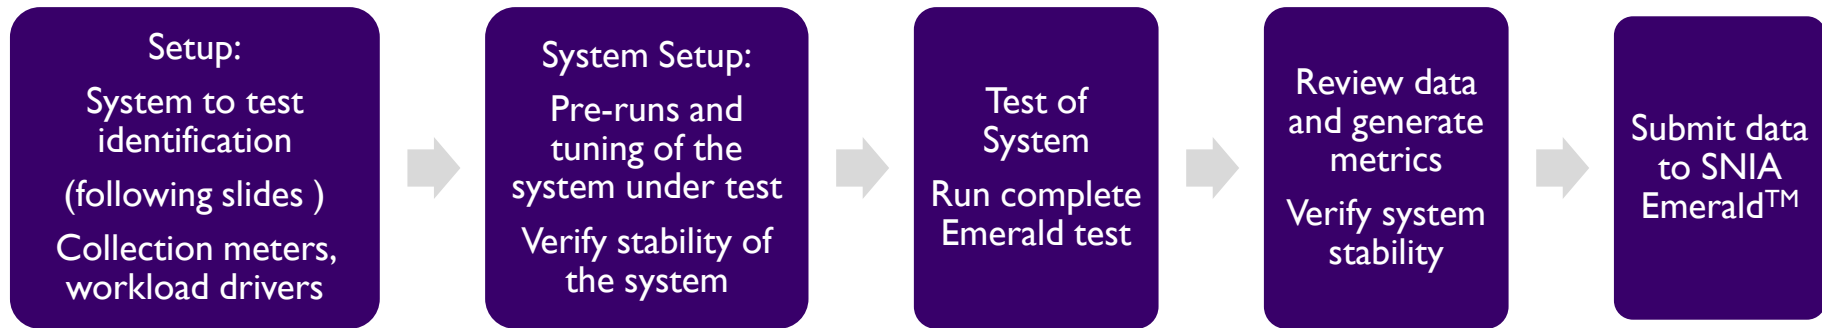 Setup:
System to test
identification
(following slides )
Collection meters,
workload drivers
System Setup:
Pre-runs and
tuning of the
system under test
Verify stability of
the system
Test of
System
Run complete
Emerald test
Review data
and generate
metrics
Verify system
stability
Submit data
to SNIA
Emerald™